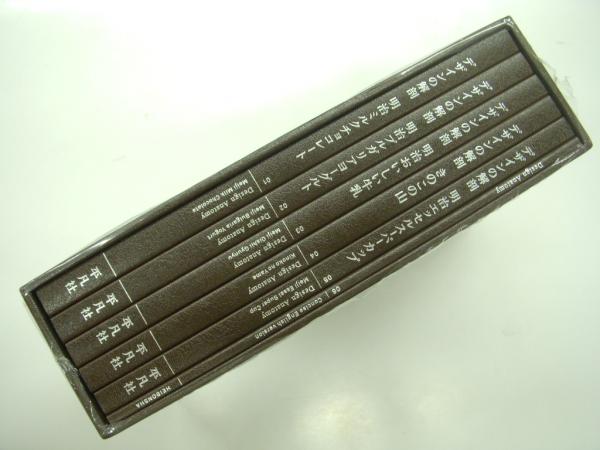 デザインの解剖 明治ミルクチョコレート
01 Design Anatomy
Meiji Milk Chocolate
平凡社
デザインの解剖 明治ブルガリアヨーグルト
02 Design Anatomy
Meiji Bulgaria Yogurt
平凡社
デザインの解剖 明治おいしい牛乳
03 Design Anatomy
Meiji Oishii Gyunyu
平凡社
デザインの解剖 きのこの山
04 Design Anatomy
Kinoko no Yama
平凡社
デザインの解剖 明治エッセルスーパーカップ
05 Design Anatomy
Meiji Essel Super Cup
平凡社
Design Anatomy
06 Concise English version
HEIBONSHA